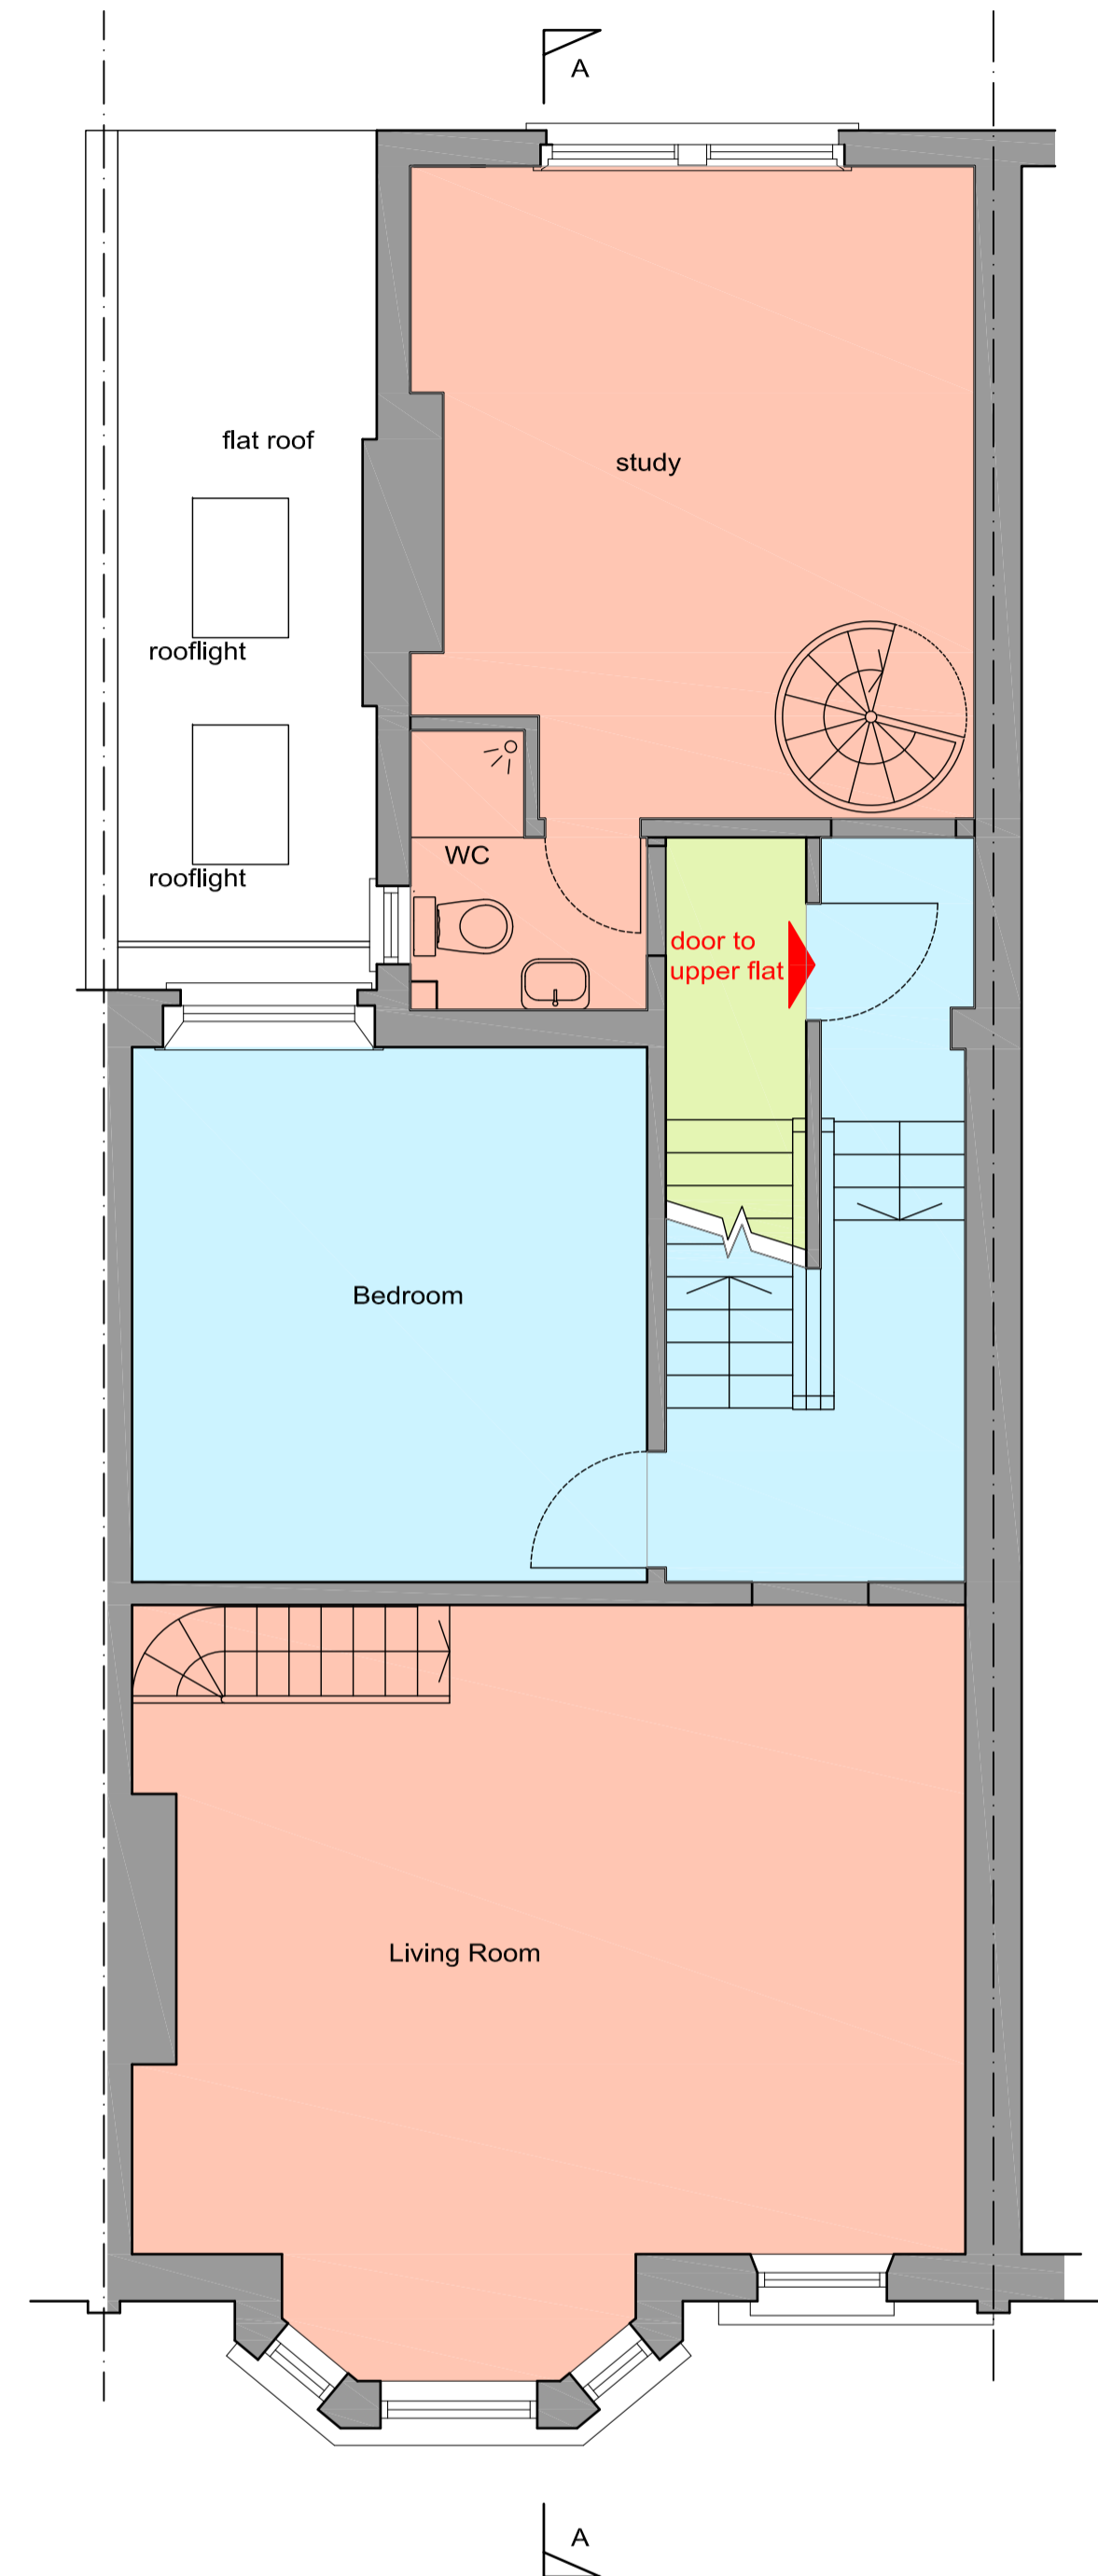 A
flat roof
study
rooflight
rooflight
WC
door to
upper flat
Bedroom
Living Room
A